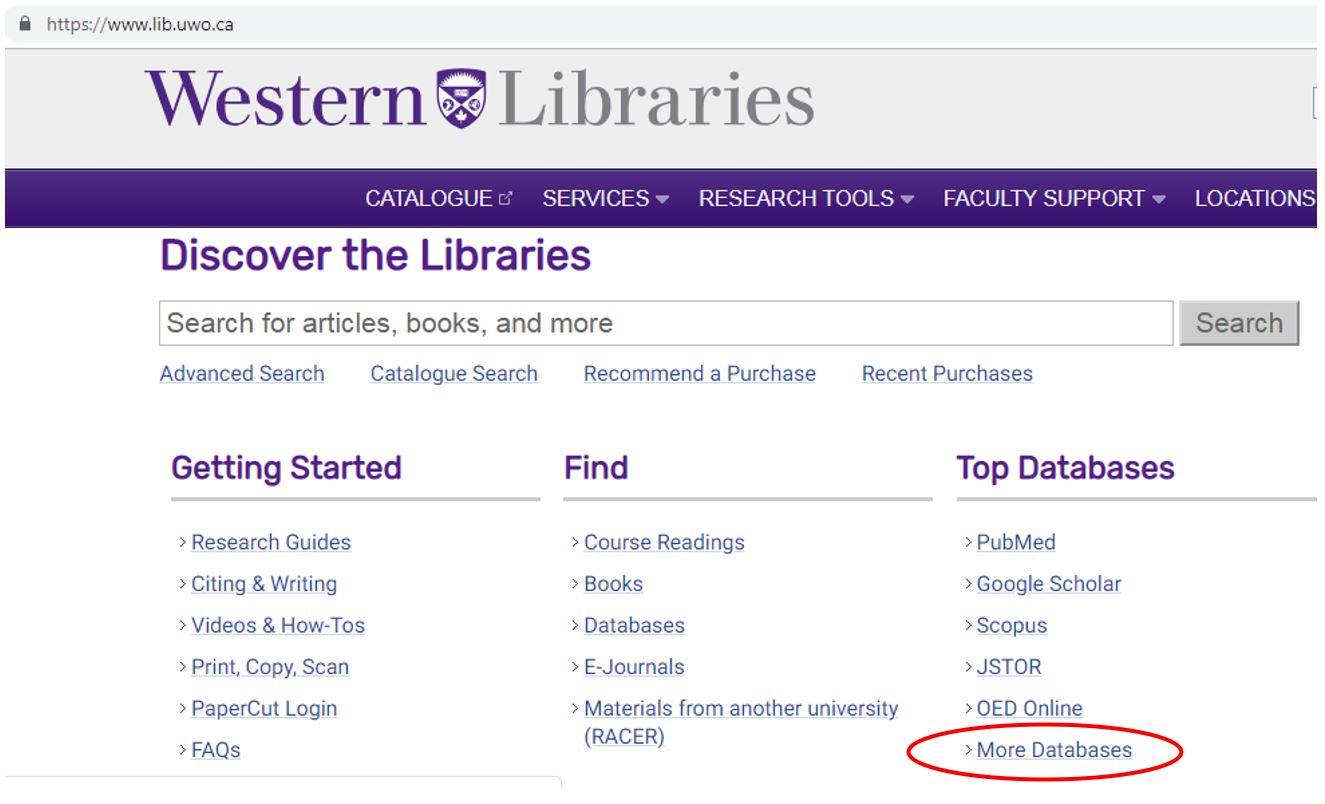 https://www.lib.uwo.ca
Western Libraries
CATALOGUE SERVICES RESEARCH TOOLS FACULTY SUPPORT LOCATIONS
Discover the Libraries
Search for articles, books, and more Search
Advanced Search Catalogue Search Recommend a Purchase Recent Purchases
Getting Started
> Research Guides
> Citing & Writing
> Videos & How-Tos
> Print, Copy, Scan
> PaperCut Login
> FAQs
Find
> Course Readings
> Books
> Databases
> E-Journals
> Materials from another university
(RACER)
Top Databases
> PubMed
> Google Scholar
> Scopus
> JSTOR
> OED Online
> More Databases